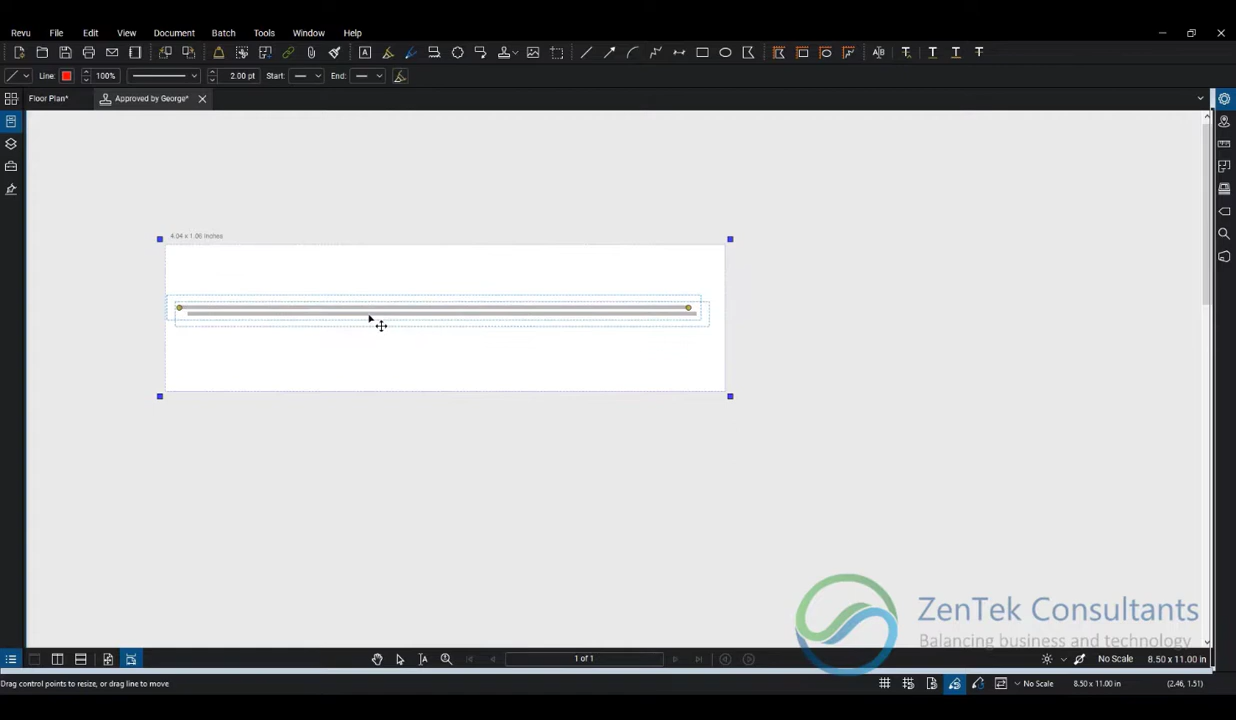 Revu File Edit View Tools Document Batch Window Help
Line: 100% 2.00 pt Start: End:
Floor Plan* Approved by George*
4.04 x 1.06 Inches
ZenTek Consultants
Balancing business and technology
1 of 1 No Scale 8.50 x 11.00 in
Drag control points to resize, or drag line to move No Scale 8.50 x 11.00 in (2.46, 1.51)